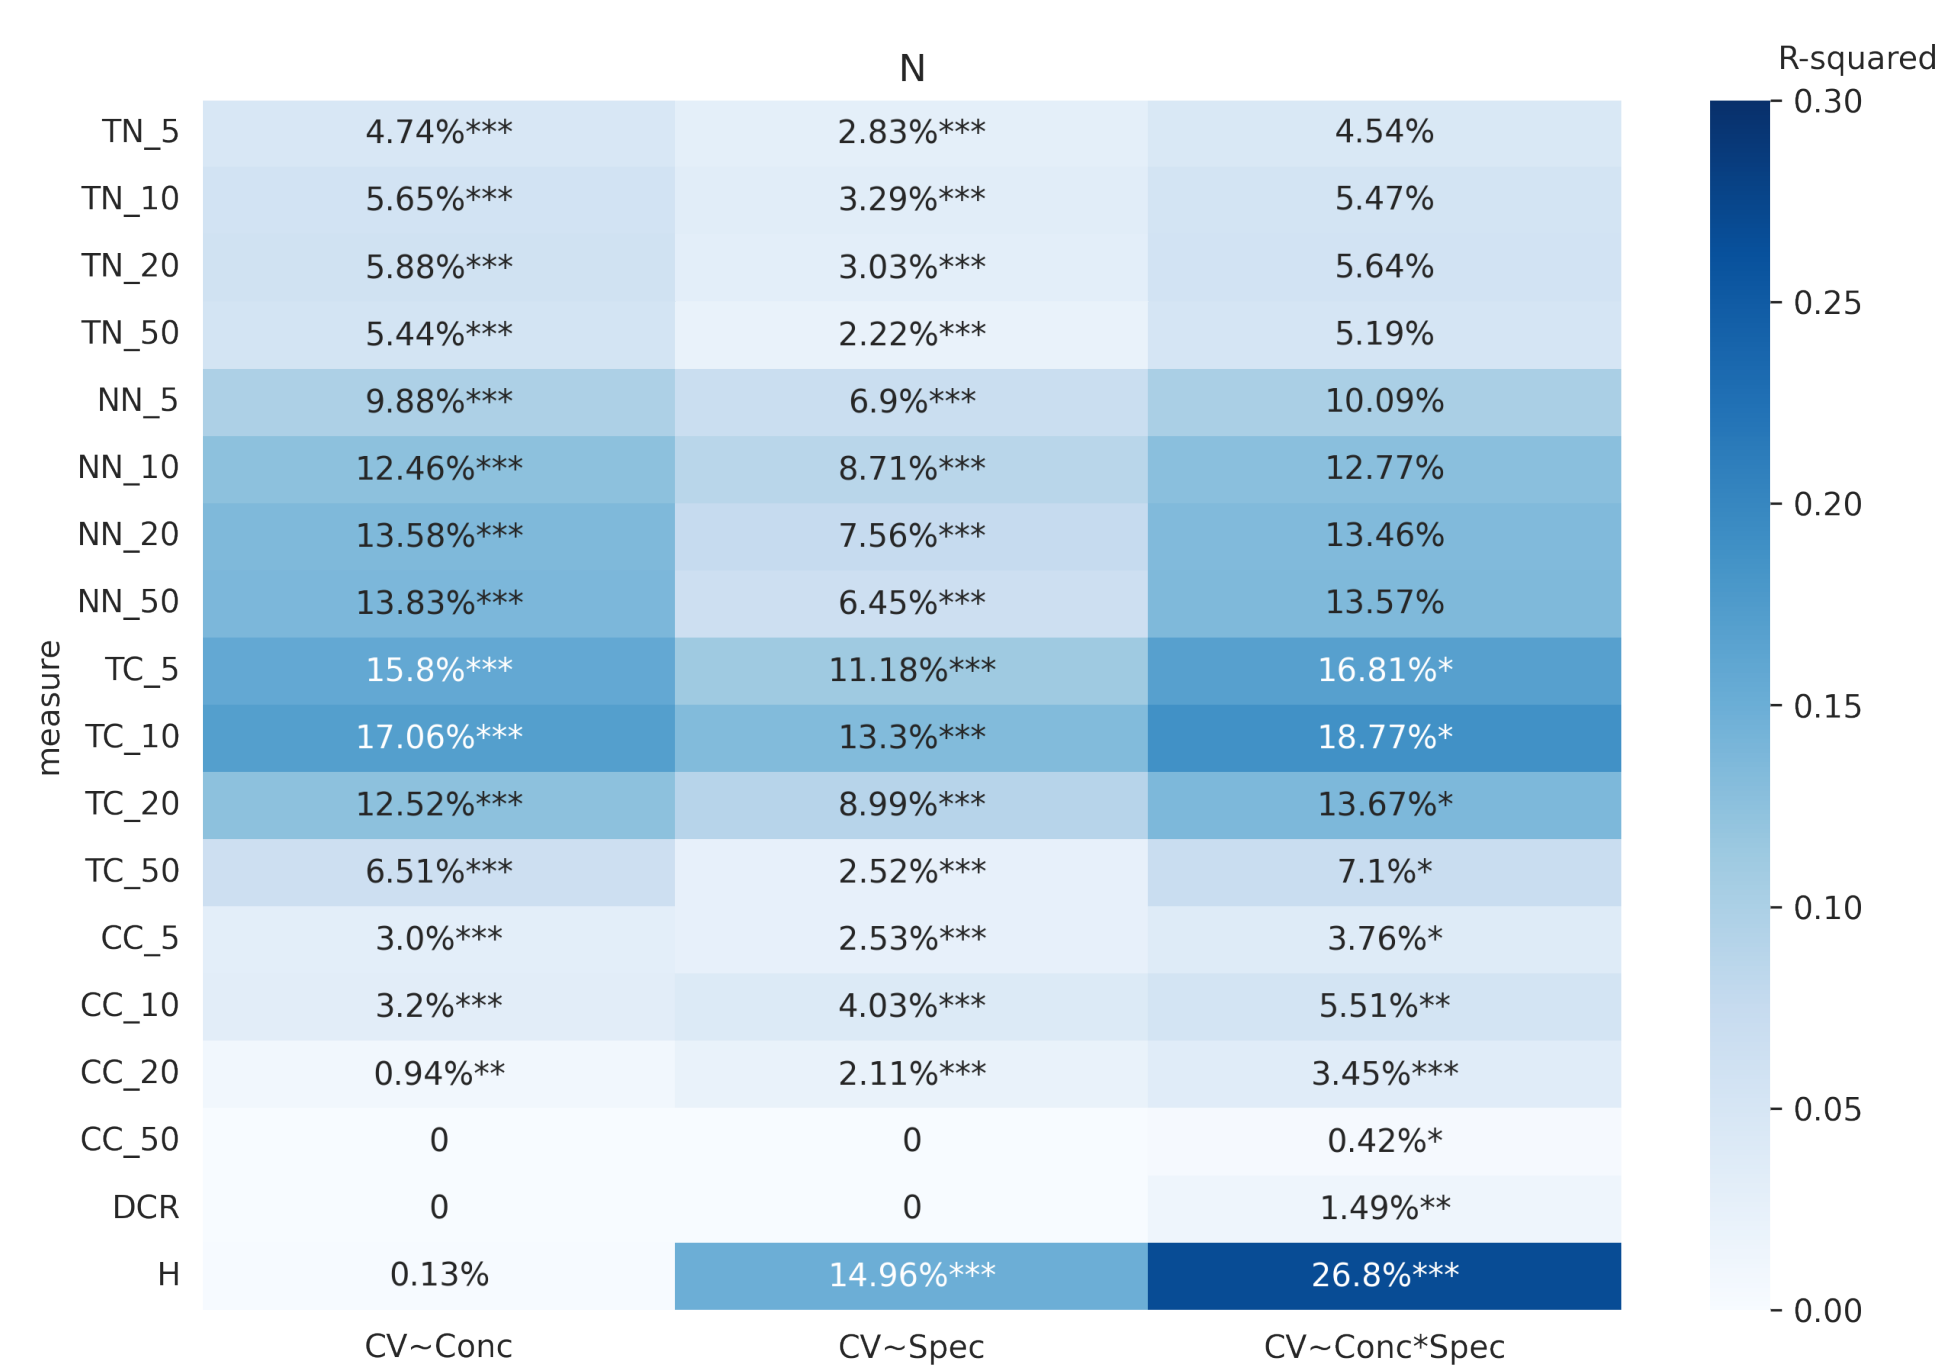 N
R-squared
measure
TN_5 4.74%*** 2.83%*** 4.54%
TN_10 5.65%*** 3.29%*** 5.47%
TN_20 5.88%*** 3.03%*** 5.64%
TN_50 5.44%*** 2.22%*** 5.19%
NN_5 9.88%*** 6.9%*** 10.09%
NN_10 12.46%*** 8.71%*** 12.77%
NN_20 13.58%*** 7.56%*** 13.46%
NN_50 13.83%*** 6.45%*** 13.57%
TC_5 15.8%*** 11.18%*** 16.81%*
TC_10 17.06%*** 13.3%*** 18.77%*
TC_20 12.52%*** 8.99%*** 13.67%*
TC_50 6.51%*** 2.52%*** 7.1%*
CC_5 3.0%*** 2.53%*** 3.76%*
CC_10 3.2%*** 4.03%*** 5.51%**
CC_20 0.94%** 2.11%*** 3.45%***
CC_50 0 0 0.42%*
DCR 0 0 1.49%**
H 0.13% 14.96%*** 26.8%***
CV~Conc CV~Spec CV~Conc*Spec
0.30
0.25
0.20
0.15
0.10
0.05
0.00